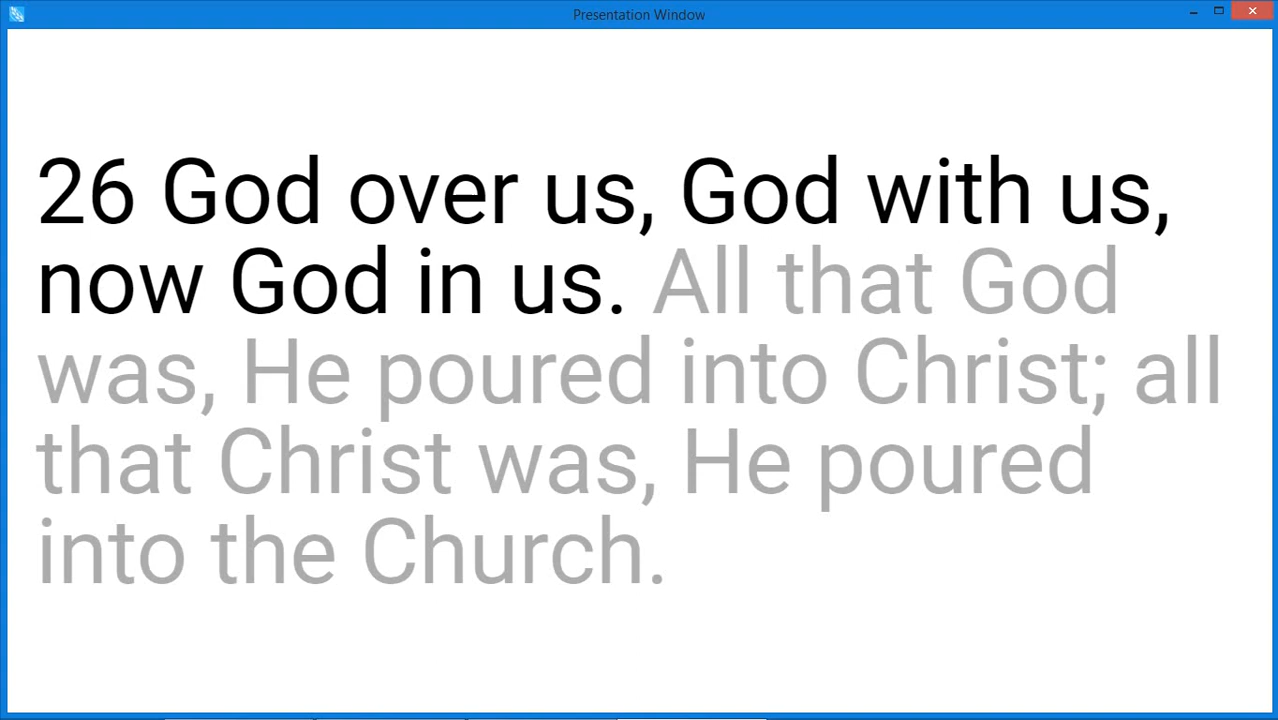 Presentation Window
26 God over us, God with us,
now God in us. All that God
was, He poured into Christ; all
that Christ was, He poured
into the Church.